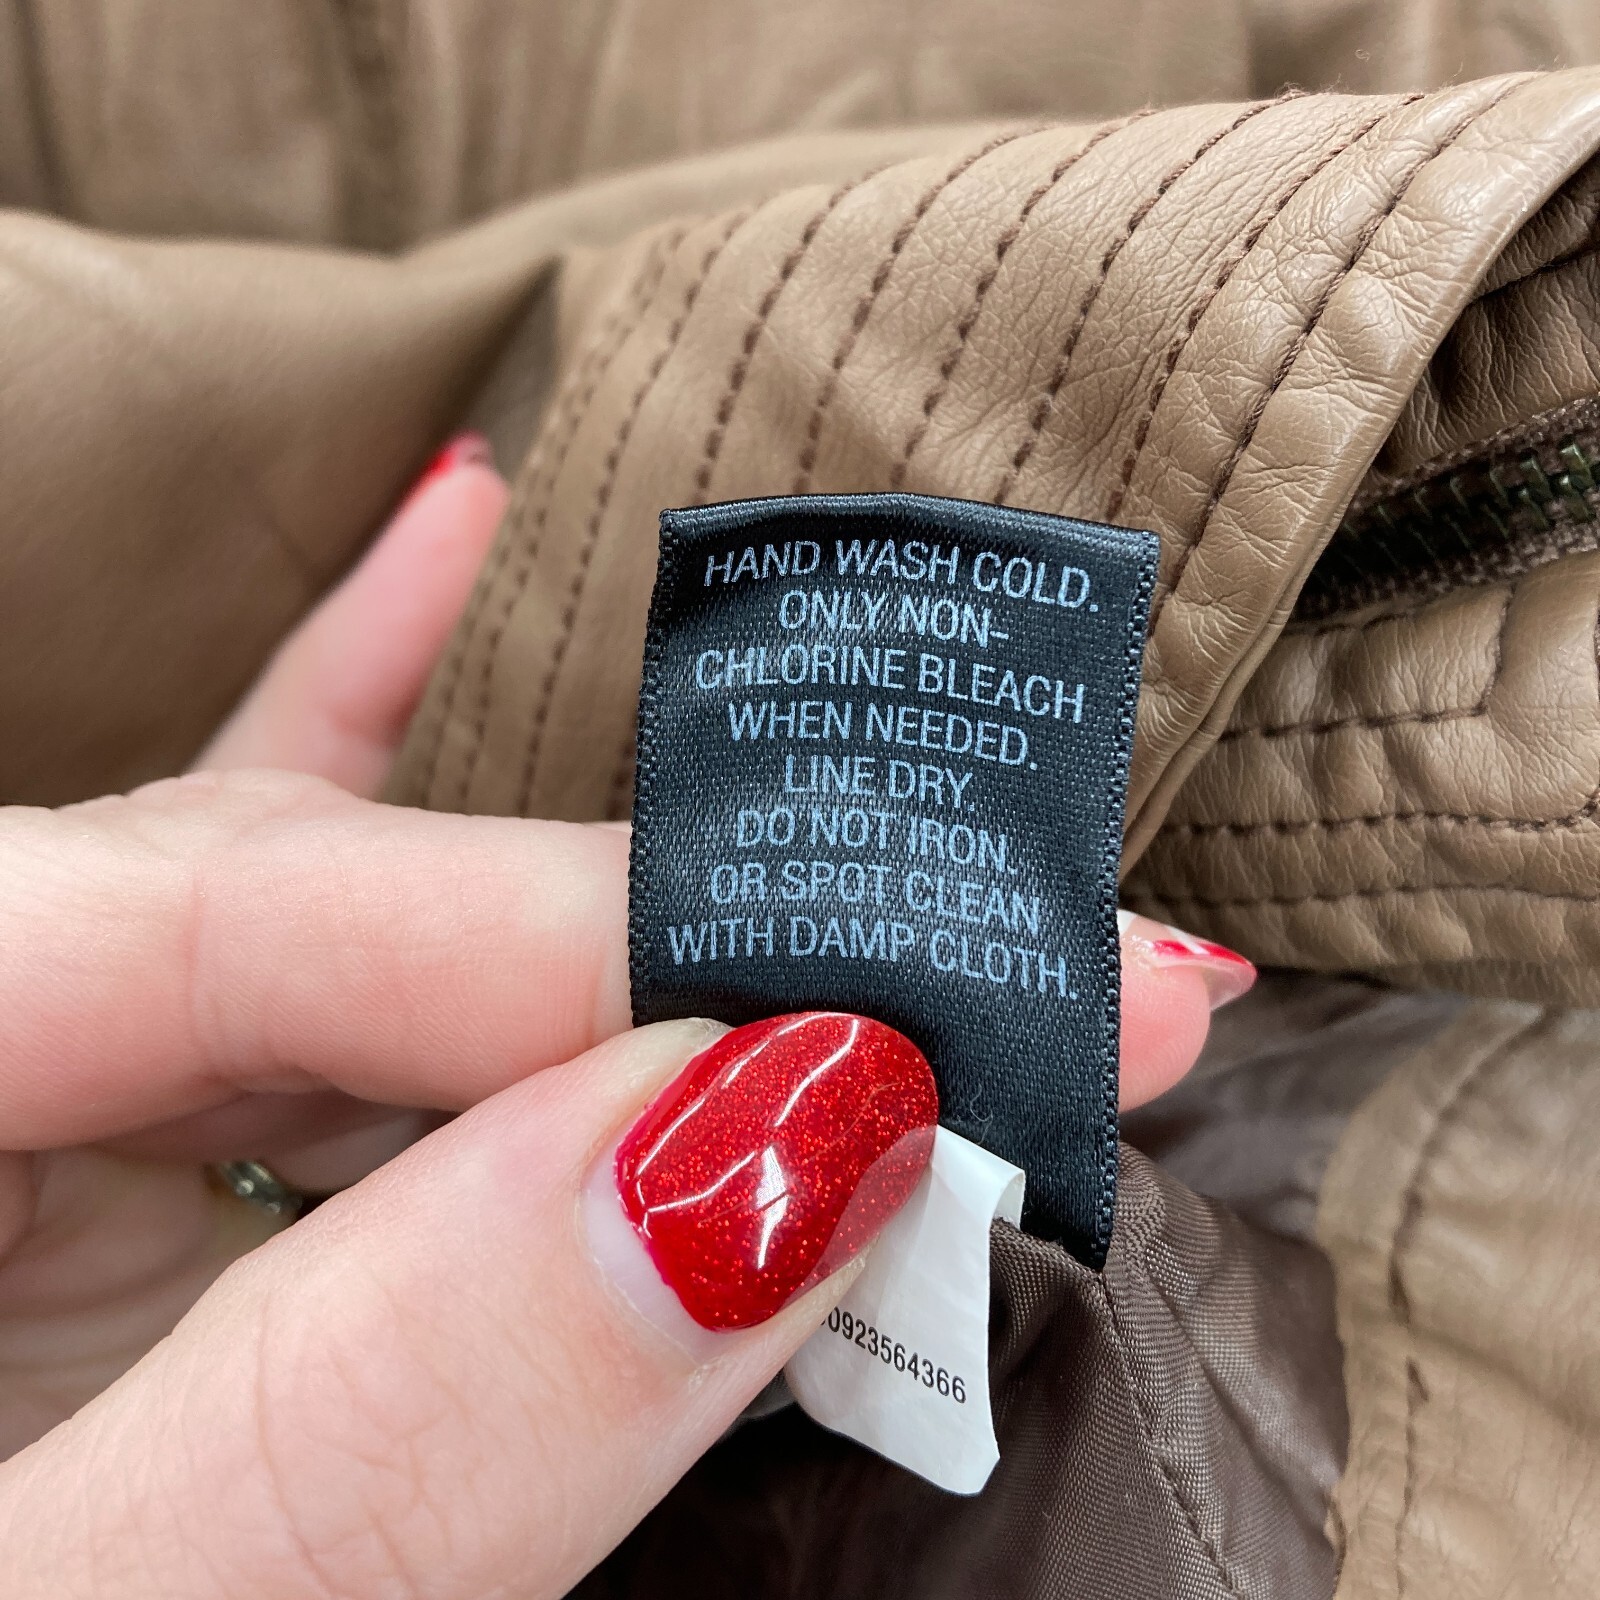 HAND WASH COLD.
ONLY NON-
CHLORINE BLEACH
WHEN NEEDED.
LINE DRY.
DO NOT IRON.
OR SPOT CLEAN
WITH DAMP CLOTH.
0923564366